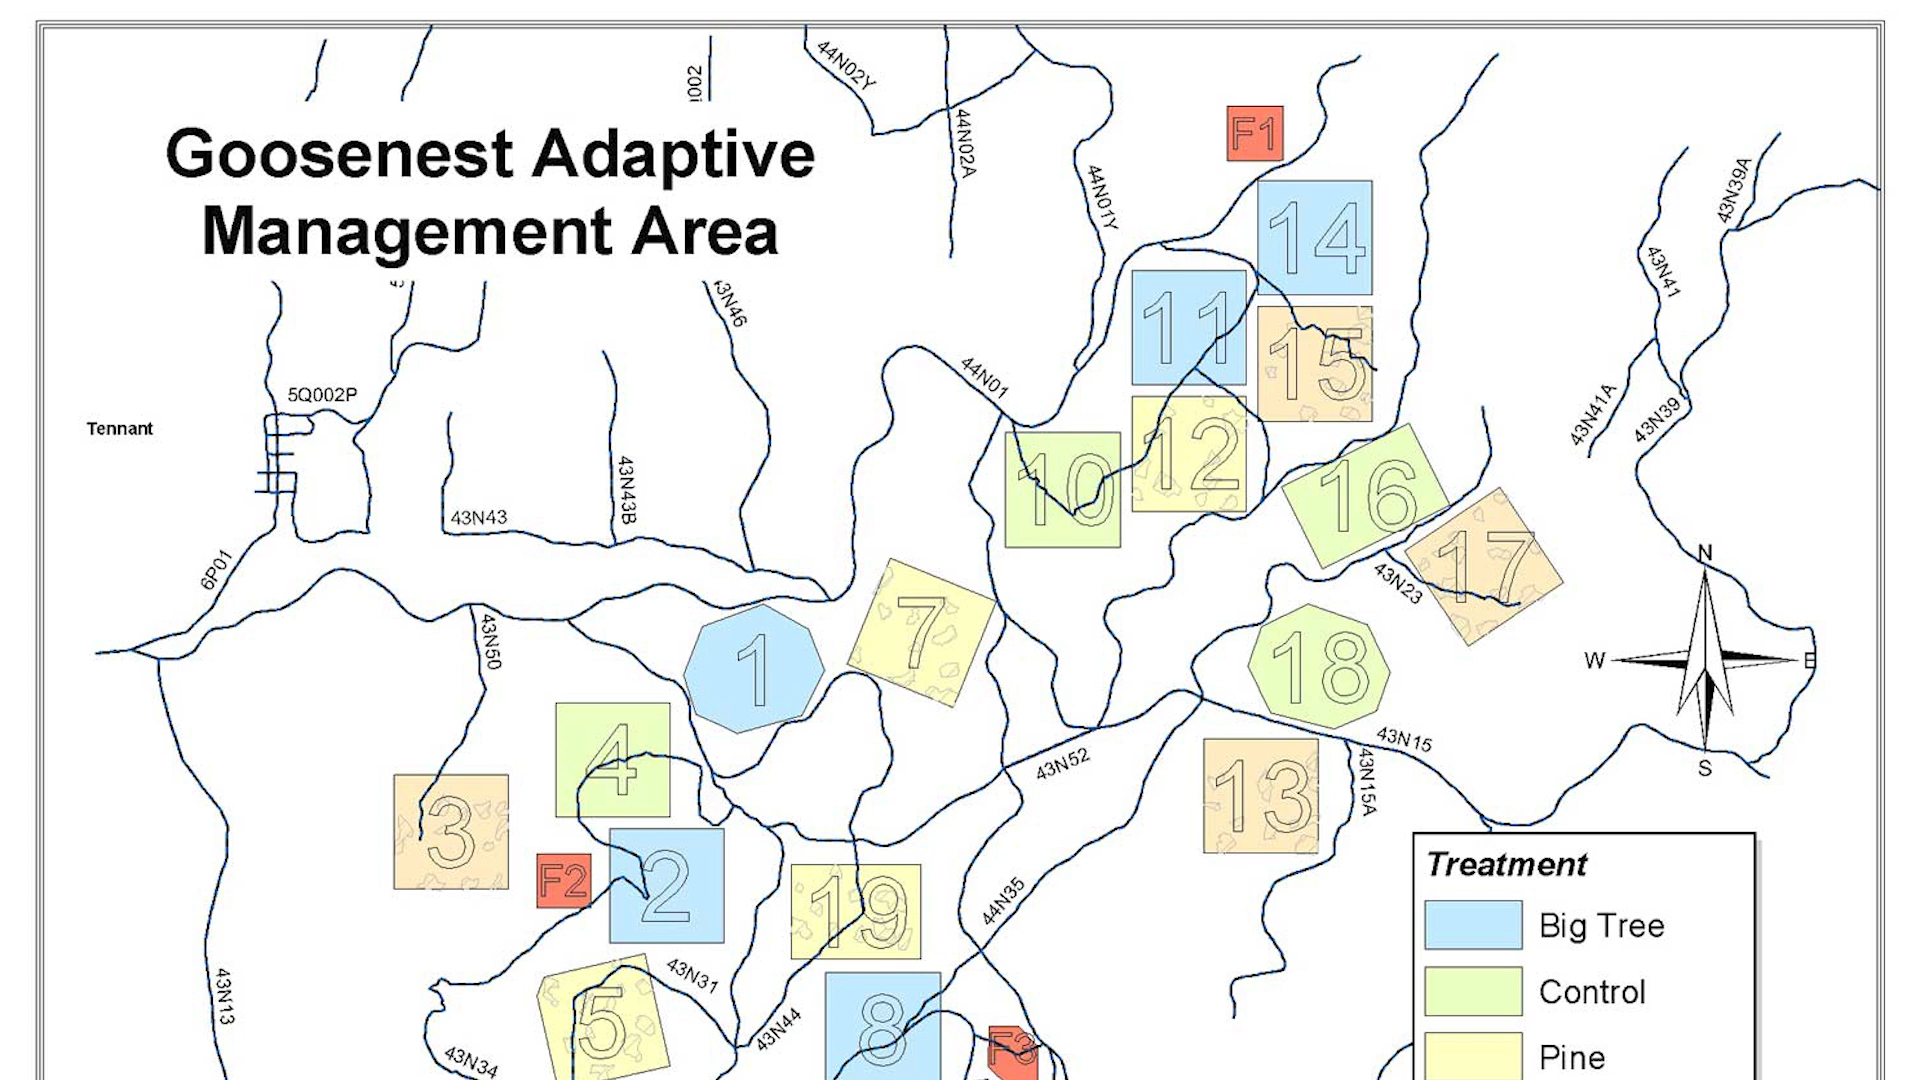 44N02Y
44N02A
F1
Goosenest Adaptive
Management Area
44N01Y
43N39A
14
43N41
3N46
11
15
5Q002P
44N01
43N41A
43N39
Tennant
12
10
16
43N43B
43N43
17
N
6P01
43N23
43N50
1
7
18
W
E
4
43N52
43N15
43N15A
S
3
13
F2
2
Treatment
19
44N35
Big Tree
43N31
43N13
5
8
44N44
Control
F3
43N34
Pine